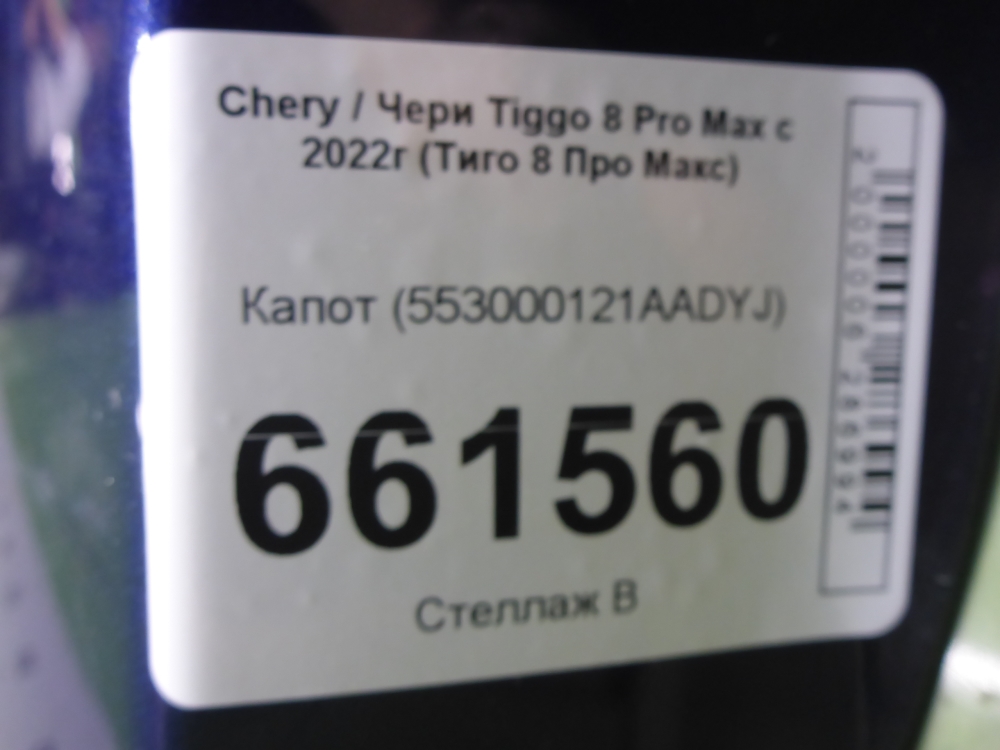 Chery / Чери Tiggo 8 Pro Max с
2022г (Тиго 8 Про Макс)
Капот (553000121AADYJ)
661560
Стеллаж В